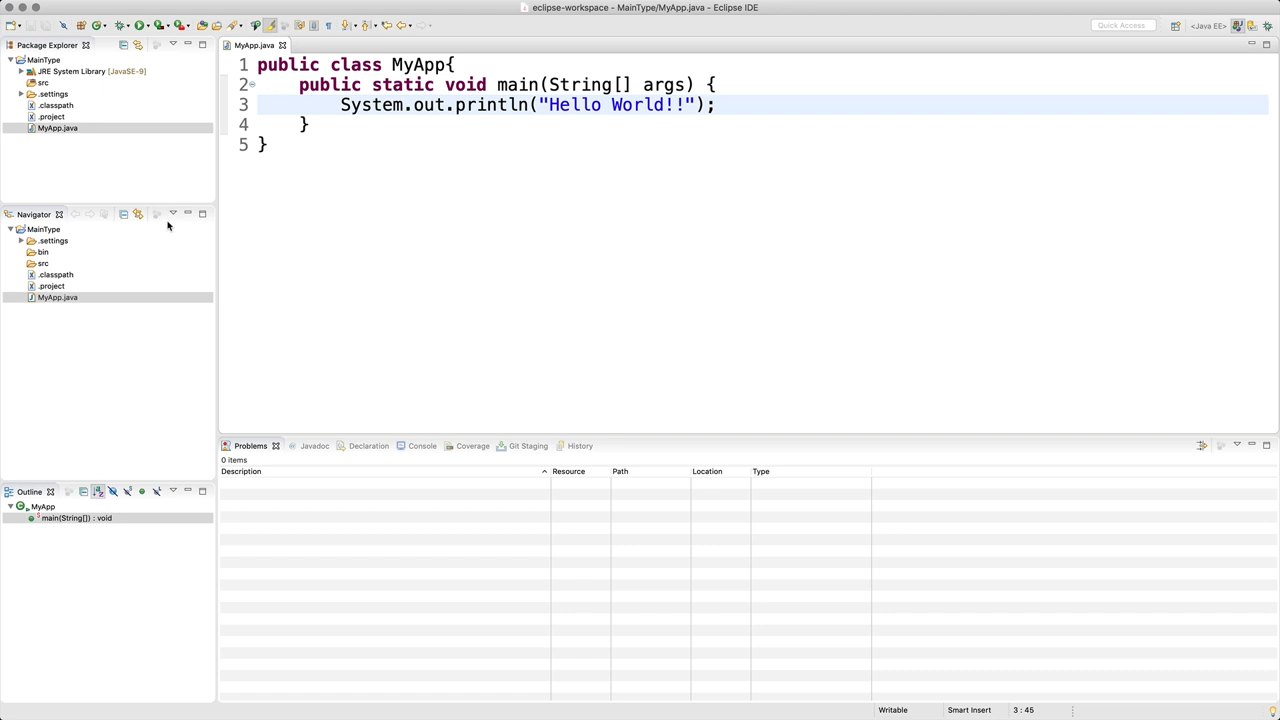 eclipse-workspace - MainType/MyApp.java - Eclipse IDE
Quick Access
<Java EE>
Package Explorer
MainType
JRE System Library [JavaSE-9]
src
.settings
.classpath
.project
MyApp.java
Navigator
MainType
.settings
bin
src
.classpath
.project
MyApp.java
Outline
MyApp
main(String[]) : void
MyApp.java
1 public class MyApp{
2 public static void main(String[] args) {
3 System.out.println("Hello World!!");
4 }
5 }
Problems Javadoc Declaration Console Coverage Git Staging History
0 items
Description Resource Path Location Type
Writable Smart Insert 3 : 45